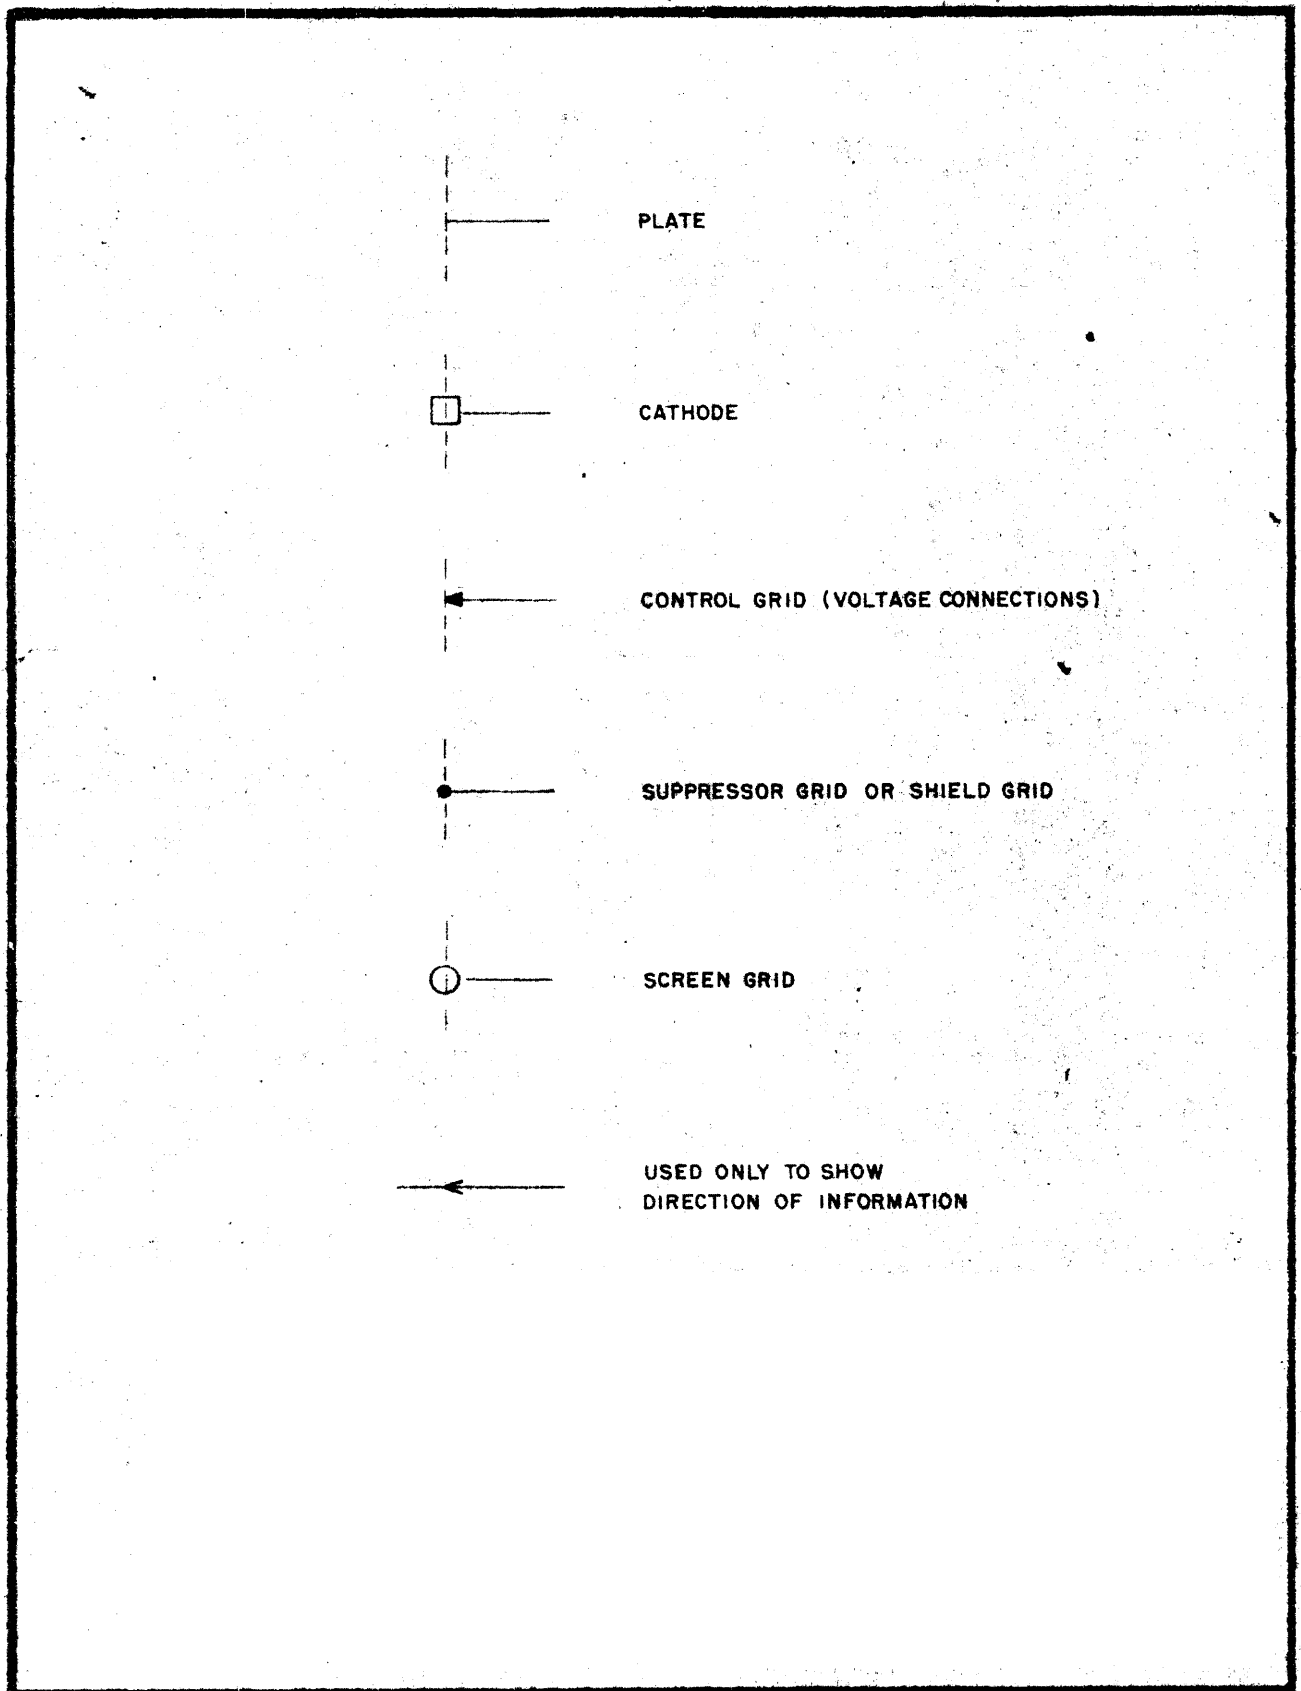 PLATE
CATHODE
CONTROL GRID (VOLTAGE CONNECTIONS)
SUPPRESSOR GRID OR SHIELD GRID
SCREEN GRID
USED ONLY TO SHOW
DIRECTION OF INFORMATION